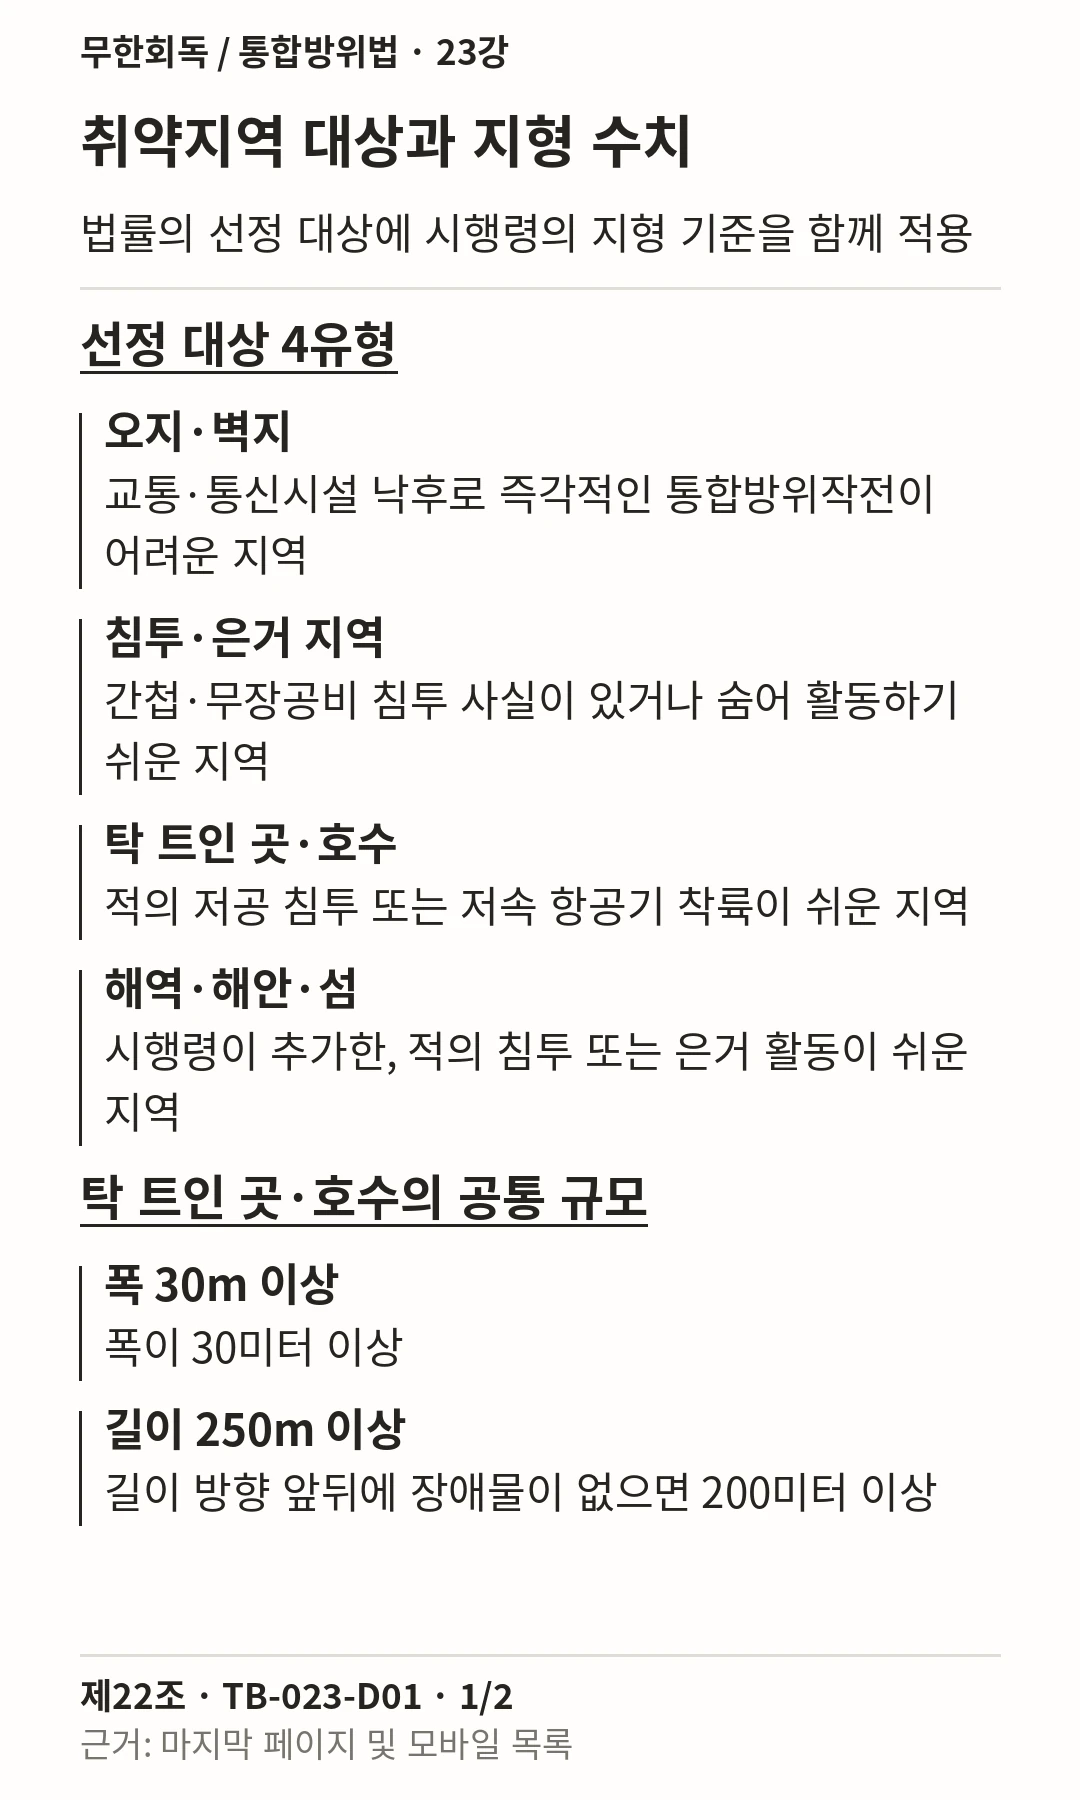 무한회독 / 통합방위법 · 23강
취약지역 대상과 지형 수치
법률의 선정 대상에 시행령의 지형 기준을 함께 적용
선정 대상 4유형
오지·벽지
교통·통신시설 낙후로 즉각적인 통합방위작전이
어려운 지역
침투·은거 지역
간첩·무장공비 침투 사실이 있거나 숨어 활동하기
쉬운 지역
탁 트인 곳·호수
적의 저공 침투 또는 저속 항공기 착륙이 쉬운 지역
해역·해안·섬
시행령이 추가한, 적의 침투 또는 은거 활동이 쉬운
지역
탁 트인 곳·호수의 공통 규모
폭 30m 이상
폭이 30미터 이상
길이 250m 이상
길이 방향 앞뒤에 장애물이 없으면 200미터 이상
제22조 · TB-023-D01 · 1/2
근거: 마지막 페이지 및 모바일 목록